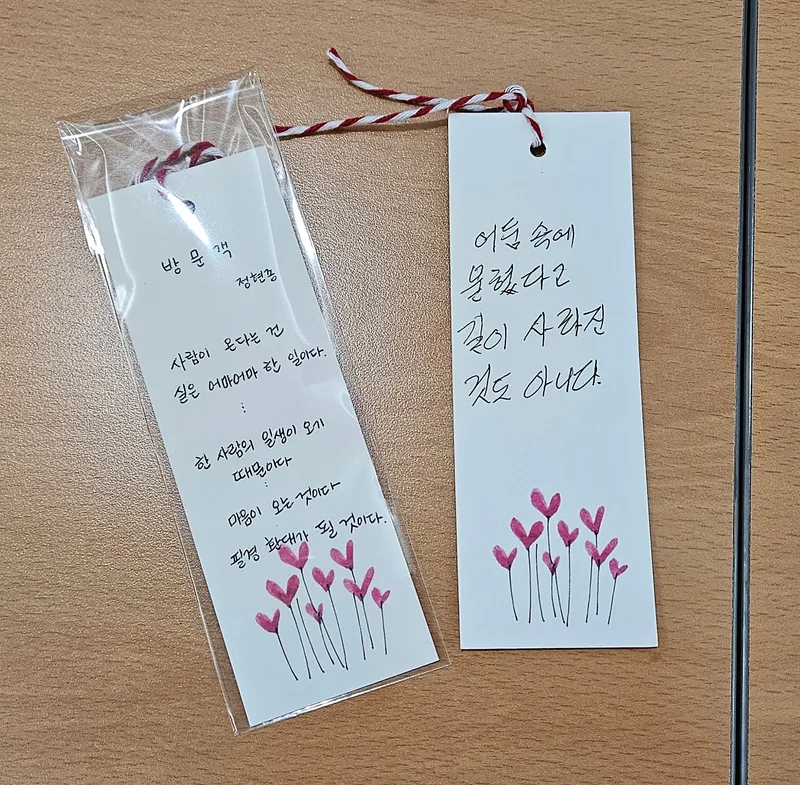 방문객
정현종
사람이 온다는 건
실은 어마어마 한 일이다.
⋮
한 사람의 일생이 오기
때문이다
⋮
마음이 오는 것이다
필경 환대가 될 것이다.
어둠 속에
묻혔다고
길이 사라진
것도 아니다.